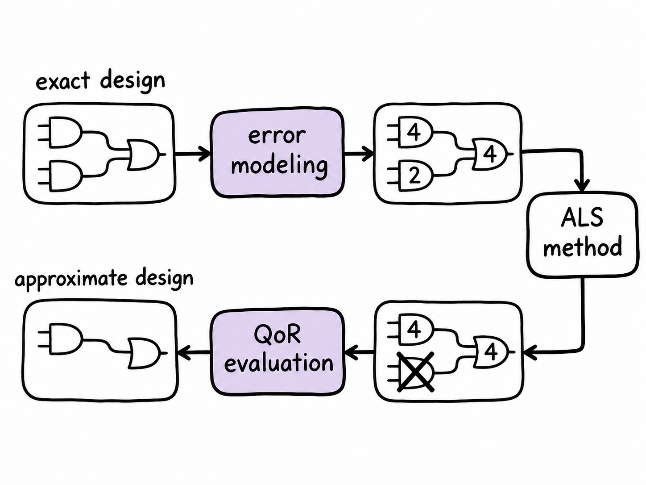 exact design
error
modeling
4
2
4
ALS
method
approximate design
QoR
evaluation
4
4